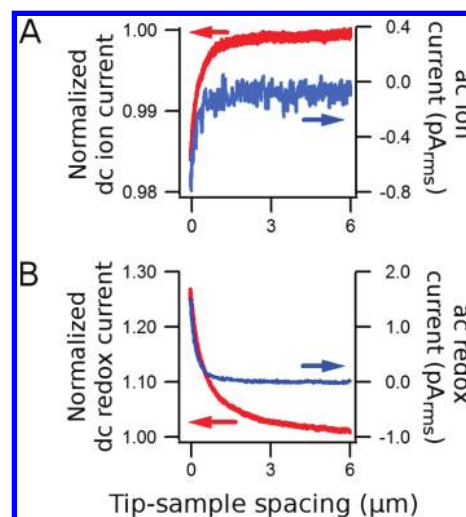 A
Normalized
dc ion current
1.00
0.99
0.98
0.4
0.0
-0.4
-0.8
ac ion
current (pArms)
0
3
6
B
Normalized
dc redox current
1.30
1.20
1.10
1.00
2.0
1.0
0.0
-1.0
ac redox
current (pArms)
0
3
6
Tip-sample spacing (μm)